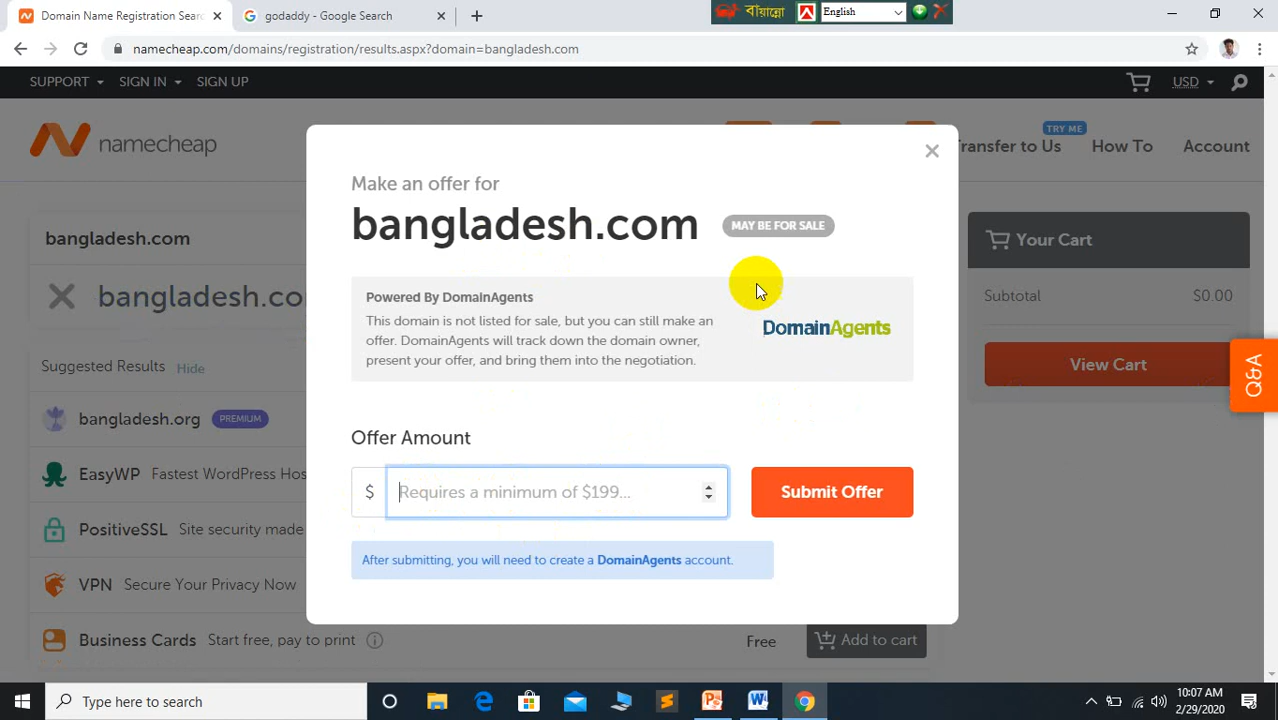 Domain Name Registration Sear
godaddy - Google Search
বায়ান্নো
English
namecheap.com/domains/registration/results.aspx?domain=bangladesh.com
SUPPORT
SIGN IN
SIGN UP
USD
namecheap
TRY ME
Transfer to Us
How To
Account
Make an offer for
bangladesh.com
MAY BE FOR SALE
bangladesh.com
Your Cart
bangladesh.co
Powered By DomainAgents
This domain is not listed for sale, but you can still make an
offer. DomainAgents will track down the domain owner,
present your offer, and bring them into the negotiation.
DomainAgents
Subtotal
$0.00
View Cart
Q&A
Suggested Results
Hide
bangladesh.org
PREMIUM
Offer Amount
EasyWP
Fastest WordPress Hos
$
Requires a minimum of $199...
Submit Offer
PositiveSSL
Site security made
After submitting, you will need to create a DomainAgents account.
VPN
Secure Your Privacy Now
Business Cards
Start free, pay to print
Free
Add to cart
Type here to search
10:07 AM
2/29/2020